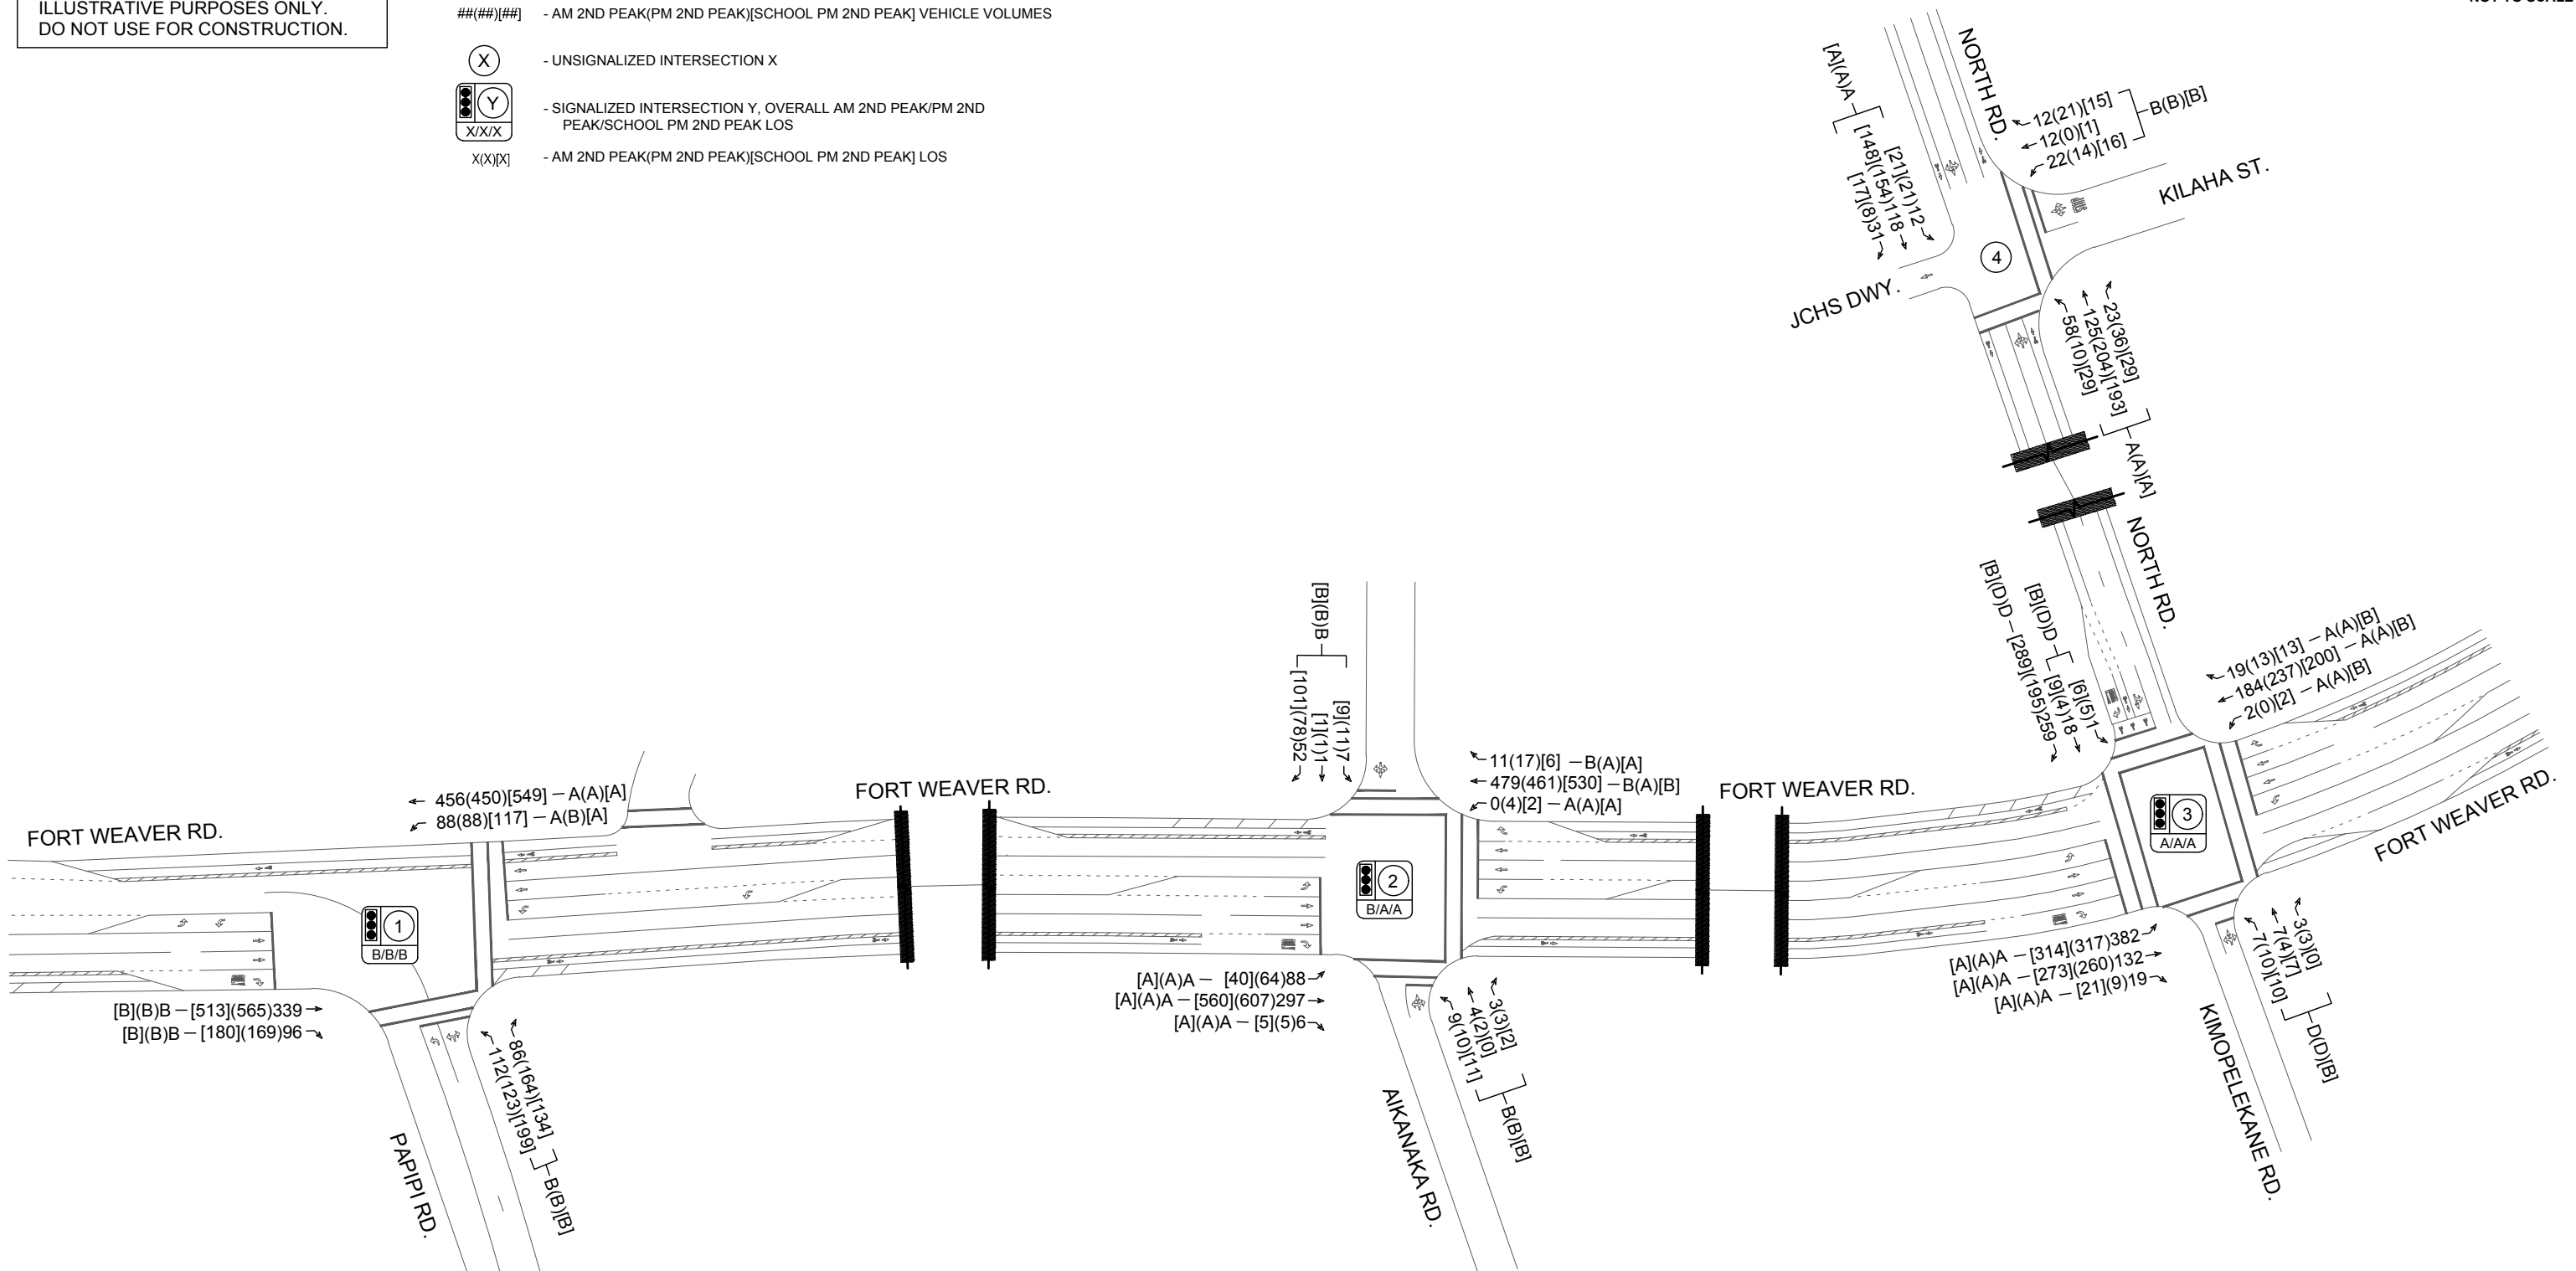 ILLUSTRATIVE PURPOSES ONLY.
DO NOT USE FOR CONSTRUCTION.
##(##)[##] - AM 2ND PEAK(PM 2ND PEAK)[SCHOOL PM 2ND PEAK] VEHICLE VOLUMES
X - UNSIGNALIZED INTERSECTION X
Y
X/X/X
- SIGNALIZED INTERSECTION Y, OVERALL AM 2ND PEAK/PM 2ND
PEAK/SCHOOL PM 2ND PEAK LOS
X(X)[X] - AM 2ND PEAK(PM 2ND PEAK)[SCHOOL PM 2ND PEAK] LOS
NORTH RD.
[A](A)A
[21](21)12
[148](154)118
[17](8)31
12(21)[15]
12(0)[1]
22(14)[16]
B(B)[B]
KILAHA ST.
4
JCHS DWY.
23(36)[29]
125(204)[193]
58(10)[29]
A(A)[A]
NORTH RD.
[B](D)D – [289](195)259
[B](D)D
[9](4)18
[6](5)1
19(13)[13] – A(A)[B]
184(237)[200] – A(A)[B]
2(0)[2] – A(A)[B]
3
A/A/A
FORT WEAVER RD.
[A](A)A – [314](317)382
[A](A)A – [273](260)132
[A](A)A – [21](9)19
3(3)[0]
7(4)[7]
7(10)[10]
D(D)[B]
KIMOPELEKANE RD.
FORT WEAVER RD.
[B](B)B
[9](11)7
[1](1)1
[101](78)52
11(17)[6] – B(A)[A]
479(461)[530] – B(A)[B]
0(4)[2] – A(A)[A]
2
B/A/A
[A](A)A – [40](64)88
[A](A)A – [560](607)297
[A](A)A – [5](5)6
3(3)[2]
4(2)[0]
9(10)[11]
B(B)[B]
AIKANAKA RD.
FORT WEAVER RD.
456(450)[549] – A(A)[A]
88(88)[117] – A(B)[A]
FORT WEAVER RD.
1
B/B/B
[B](B)B – [513](565)339
[B](B)B – [180](169)96
86(164)[134]
112(123)[199]
B(B)[B]
PAPIPI RD.